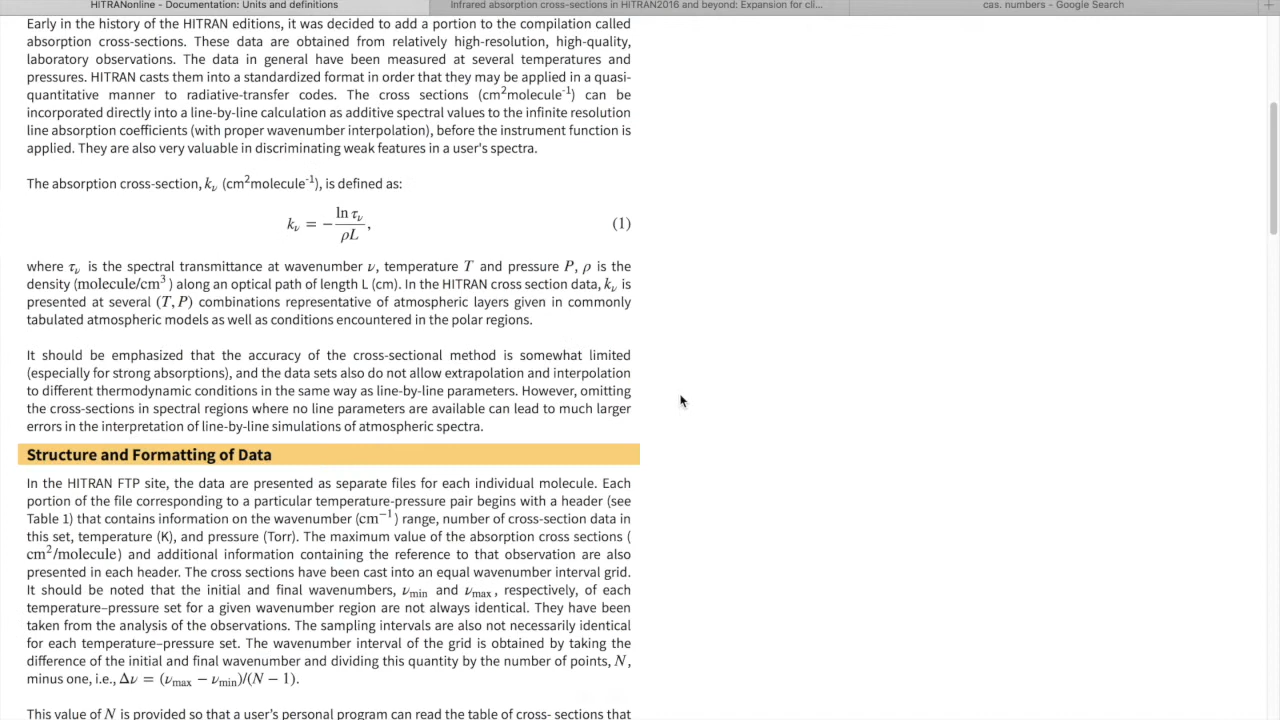 HITRANonline - Documentation: Units and definitions
Infrared absorption cross-sections in HITRAN2016 and beyond: Expansion for cli...
cas. numbers - Google Search
Early in the history of the HITRAN editions, it was decided to add a portion to the compilation called
absorption cross-sections. These data are obtained from relatively high-resolution, high-quality,
laboratory observations. The data in general have been measured at several temperatures and
pressures. HITRAN casts them into a standardized format in order that they may be applied in a quasi-
quantitative manner to radiative-transfer codes. The cross sections (cm²molecule⁻¹) can be
incorporated directly into a line-by-line calculation as additive spectral values to the infinite resolution
line absorption coefficients (with proper wavenumber interpolation), before the instrument function is
applied. They are also very valuable in discriminating weak features in a user's spectra.
The absorption cross-section, kν (cm²molecule⁻¹), is defined as:
kν = − ln τν / ρL, (1)
where τν is the spectral transmittance at wavenumber ν, temperature T and pressure P, ρ is the
density (molecule/cm³ ) along an optical path of length L (cm). In the HITRAN cross section data, kν is
presented at several (T, P) combinations representative of atmospheric layers given in commonly
tabulated atmospheric models as well as conditions encountered in the polar regions.
It should be emphasized that the accuracy of the cross-sectional method is somewhat limited
(especially for strong absorptions), and the data sets also do not allow extrapolation and interpolation
to different thermodynamic conditions in the same way as line-by-line parameters. However, omitting
the cross-sections in spectral regions where no line parameters are available can lead to much larger
errors in the interpretation of line-by-line simulations of atmospheric spectra.
Structure and Formatting of Data
In the HITRAN FTP site, the data are presented as separate files for each individual molecule. Each
portion of the file corresponding to a particular temperature-pressure pair begins with a header (see
Table 1) that contains information on the wavenumber (cm⁻¹) range, number of cross-section data in
this set, temperature (K), and pressure (Torr). The maximum value of the absorption cross sections (
cm²/molecule) and additional information containing the reference to that observation are also
presented in each header. The cross sections have been cast into an equal wavenumber interval grid.
It should be noted that the initial and final wavenumbers, νmin and νmax, respectively, of each
temperature–pressure set for a given wavenumber region are not always identical. They have been
taken from the analysis of the observations. The sampling intervals are also not necessarily identical
for each temperature–pressure set. The wavenumber interval of the grid is obtained by taking the
difference of the initial and final wavenumber and dividing this quantity by the number of points, N,
minus one, i.e., Δν = (νmax − νmin)/(N − 1).
This value of N is provided so that a user's personal program can read the table of cross- sections that